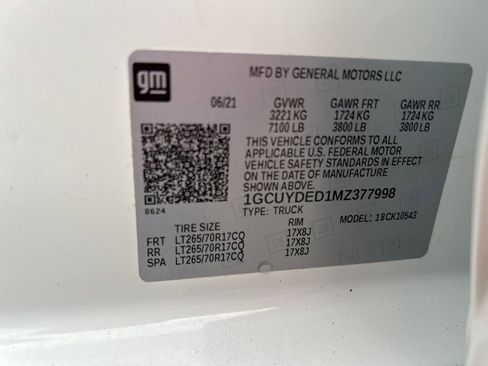 gm
MFD BY GENERAL MOTORS LLC
06/21 GVWR GAWR FRT GAWR RR
3221 KG 1724 KG 1724 KG
7100 LB 3800 LB 3800 LB
THIS VEHICLE CONFORMS TO ALL
APPLICABLE U.S. FEDERAL MOTOR
VEHICLE SAFETY STANDARDS IN EFFECT
ON THE DATE OF MANUFACTURE SHOWN ABOVE.
1GCUYDED1MZ377998
8624
TYPE: TRUCK MODEL: 18CK10543
TIRE SIZE RIM
FRT LT265/70R17CQ 17X8J
RR LT265/70R17CQ 17X8J
SPA LT265/70R17CQ 17X8J